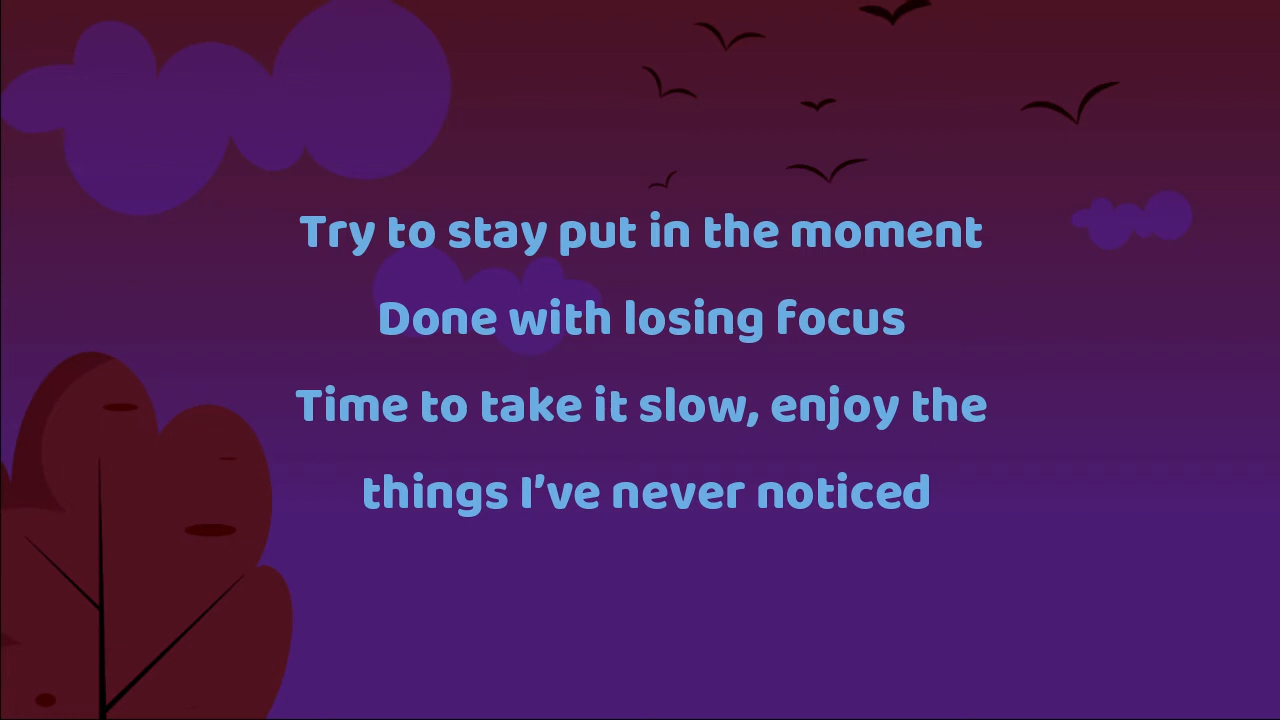 Try to stay put in the moment
Done with losing focus
Time to take it slow, enjoy the
things I’ve never noticed